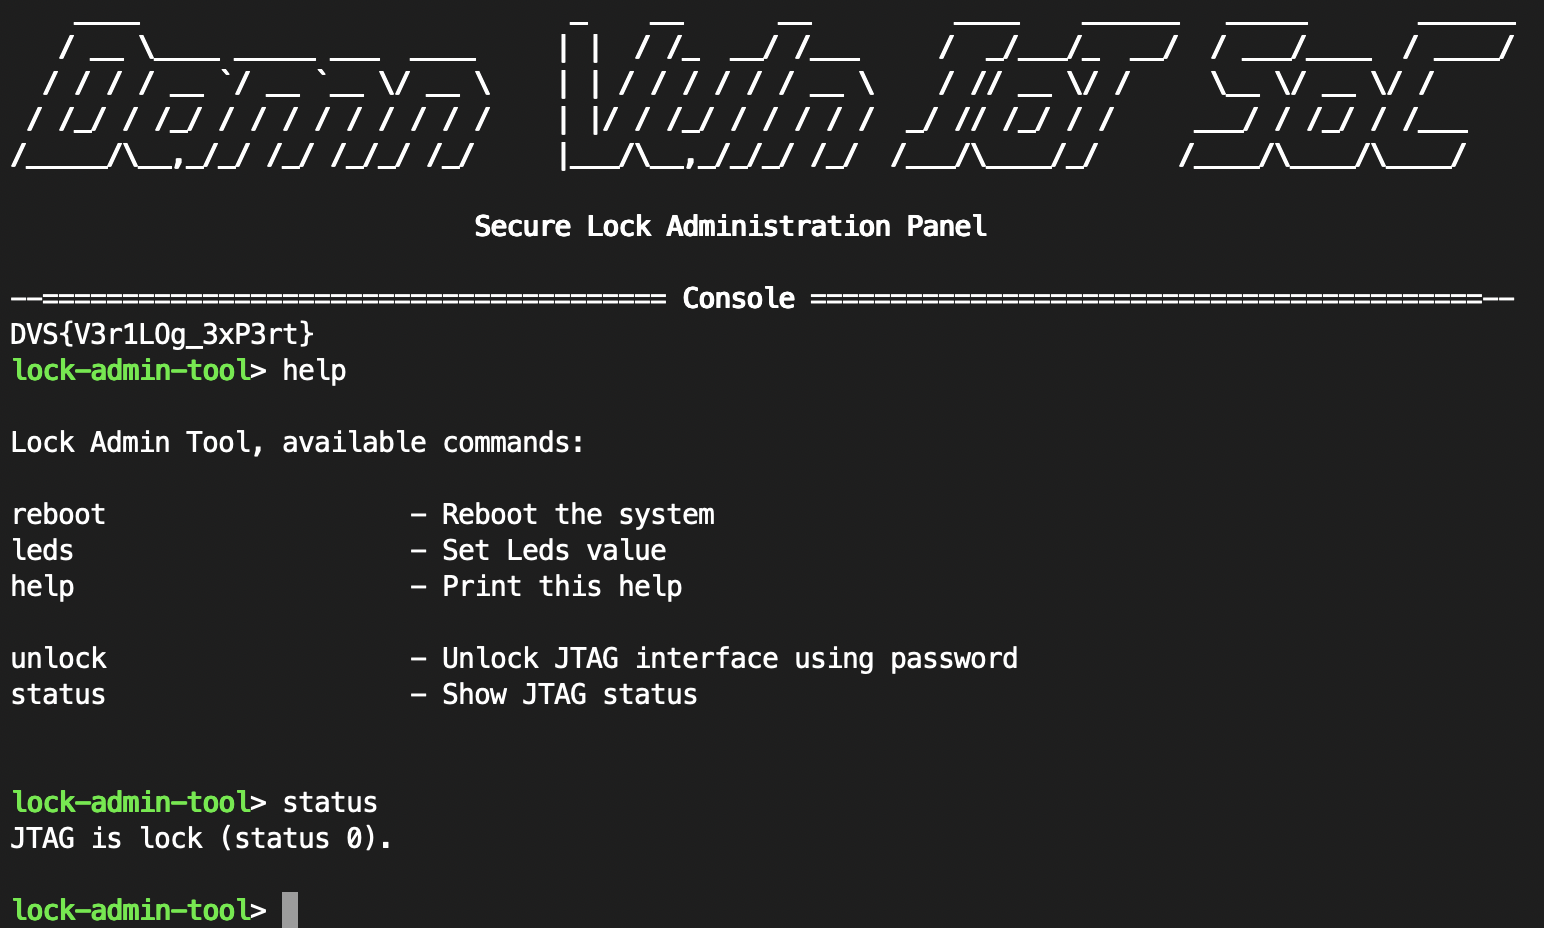 Damn Vuln IoT SoC
Secure Lock Administration Panel
--======================================= Console ==========================================--
DVS{V3r1LOg_3xP3rt}
lock-admin-tool> help
Lock Admin Tool, available commands:
reboot - Reboot the system
leds - Set Leds value
help - Print this help
unlock - Unlock JTAG interface using password
status - Show JTAG status
lock-admin-tool> status
JTAG is lock (status 0).
lock-admin-tool>